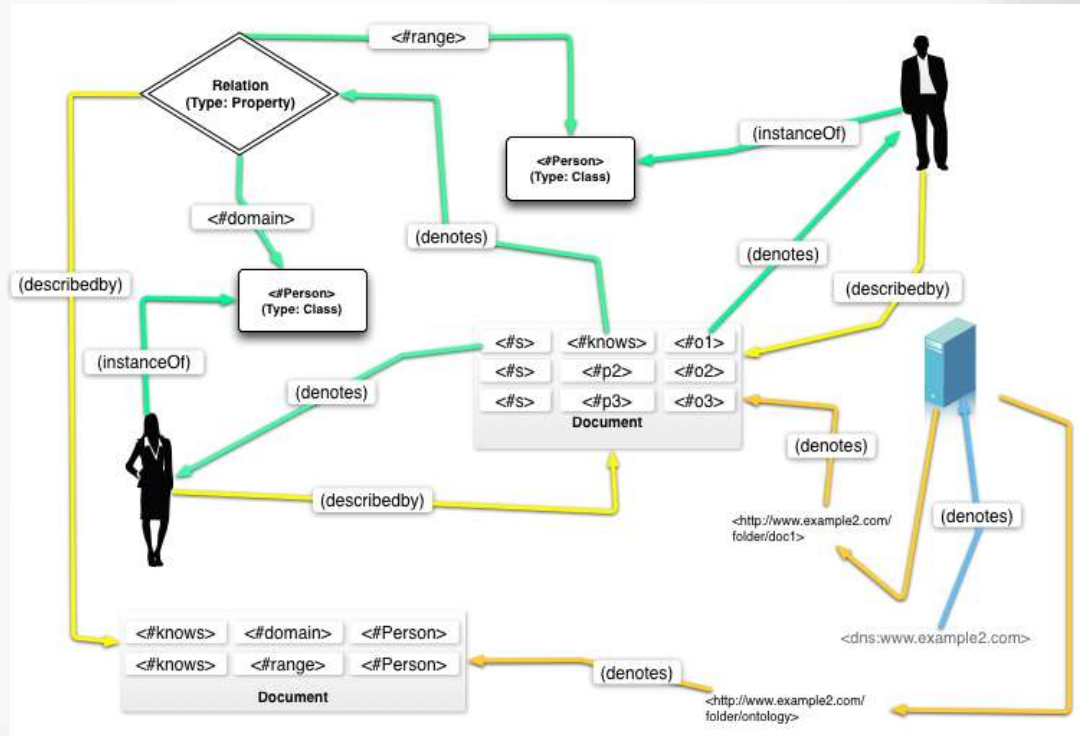 <#range>
Relation
(Type: Property)
(instanceOf)
<#Person>
(Type: Class)
<#domain>
(denotes)
(denotes)
(describedby)
(describedby)
<#Person>
(Type: Class)
<#s> <#knows> <#o1>
(instanceOf)
<#s> <#p2> <#o2>
(denotes)
<#s> <#p3> <#o3>
Document
(denotes)
(describedby)
<http://www.example2.com/
folder/doc1>
(denotes)
<#knows> <#domain> <#Person>
<dns:www.example2.com>
<#knows> <#range> <#Person>
(denotes)
Document
<http://www.example2.com/
folder/ontology>